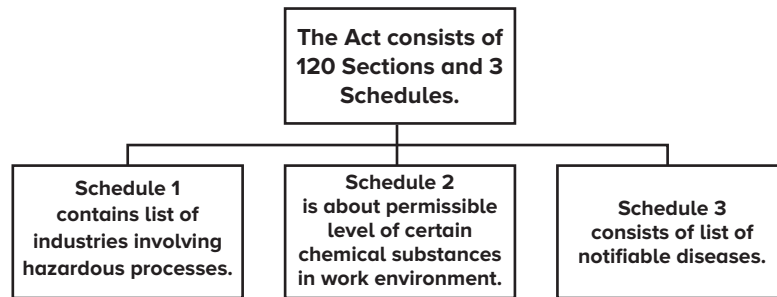 The Act consists of
120 Sections and 3
Schedules.
Schedule 1
contains list of
industries involving
hazardous processes.
Schedule 2
is about permissible
level of certain
chemical substances
in work environment.
Schedule 3
consists of list of
notifiable diseases.